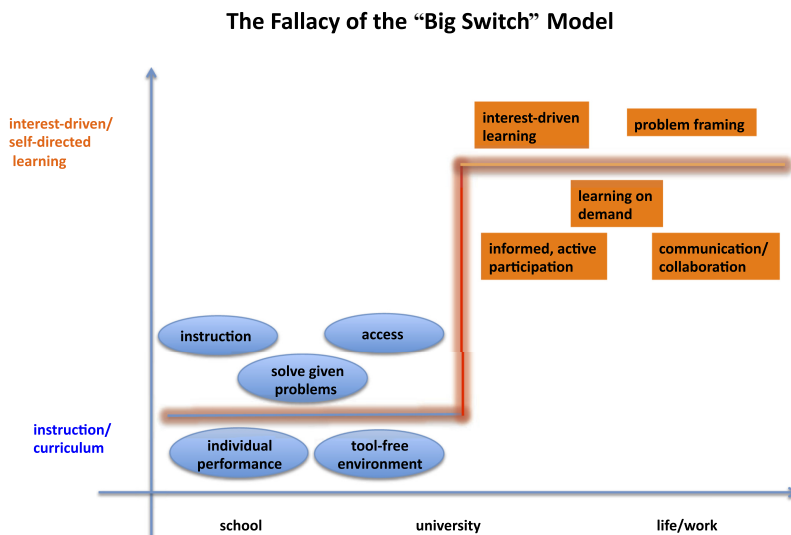 The Fallacy of the “Big Switch” Model
interest-driven/
self-directed
learning
interest-driven
learning
problem framing
learning on
demand
informed, active
participation
communication/
collaboration
instruction
access
solve given
problems
instruction/
curriculum
individual
performance
tool-free
environment
school
university
life/work